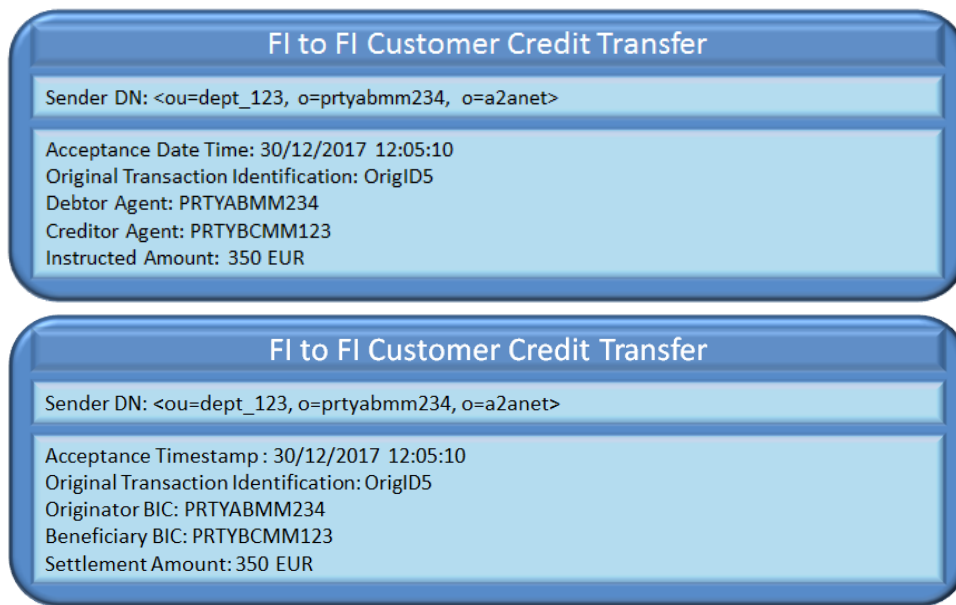 FI to FI Customer Credit Transfer
Sender DN: <ou=dept_123, o=prtyabmm234, o=a2anet>
Acceptance Date Time: 30/12/2017 12:05:10
Original Transaction Identification: OrigID5
Debtor Agent: PRTYABMM234
Creditor Agent: PRTYBCMM123
Instructed Amount: 350 EUR
FI to FI Customer Credit Transfer
Sender DN: <ou=dept_123, o=prtyabmm234, o=a2anet>
Acceptance Timestamp : 30/12/2017 12:05:10
Original Transaction Identification: OrigID5
Originator BIC: PRTYABMM234
Beneficiary BIC: PRTYBCMM123
Settlement Amount: 350 EUR